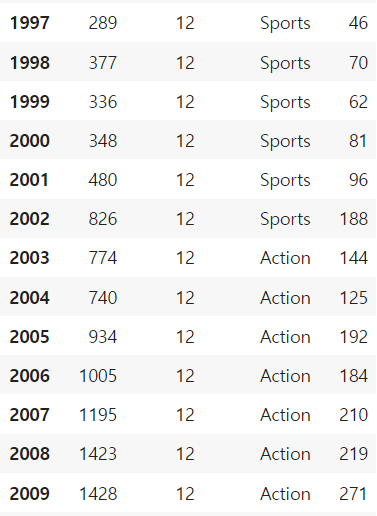 1997 289 12 Sports 46
1998 377 12 Sports 70
1999 336 12 Sports 62
2000 348 12 Sports 81
2001 480 12 Sports 96
2002 826 12 Sports 188
2003 774 12 Action 144
2004 740 12 Action 125
2005 934 12 Action 192
2006 1005 12 Action 184
2007 1195 12 Action 210
2008 1423 12 Action 219
2009 1428 12 Action 271